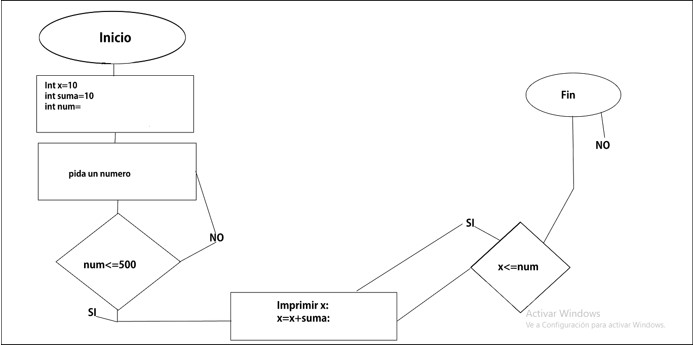 Inicio
Int x=10
int suma=10
int num=
pida un numero
NO
num<=500
SI
Imprimir x:
x=x+suma:
SI
x<=num
Fin
NO
Activar Windows
Ve a Configuración para activar Windows.